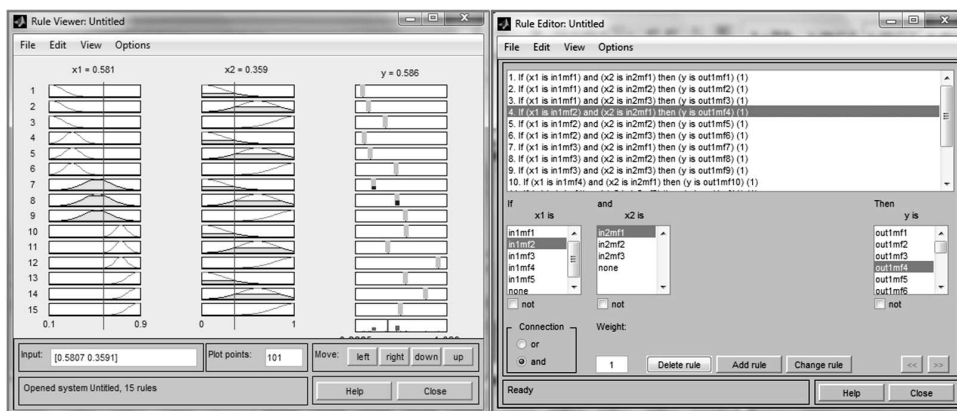 Rule Viewer: Untitled
File Edit View Options
x1 = 0.581 x2 = 0.359 y = 0.586
1
2
3
4
5
6
7
8
9
10
11
12
13
14
15
0.1 0.9 0 1
Input: [0.5807 0.3591] Plot points: 101 Move: left right down up
Opened system Untitled, 15 rules Help Close
Rule Editor: Untitled
File Edit View Options
1. If (x1 is in1mf1) and (x2 is in2mf1) then (y is out1mf1) (1)
2. If (x1 is in1mf1) and (x2 is in2mf2) then (y is out1mf2) (1)
3. If (x1 is in1mf1) and (x2 is in2mf3) then (y is out1mf3) (1)
4. If (x1 is in1mf2) and (x2 is in2mf1) then (y is out1mf4) (1)
5. If (x1 is in1mf2) and (x2 is in2mf2) then (y is out1mf5) (1)
6. If (x1 is in1mf2) and (x2 is in2mf3) then (y is out1mf6) (1)
7. If (x1 is in1mf3) and (x2 is in2mf1) then (y is out1mf7) (1)
8. If (x1 is in1mf3) and (x2 is in2mf2) then (y is out1mf8) (1)
9. If (x1 is in1mf3) and (x2 is in2mf3) then (y is out1mf9) (1)
10. If (x1 is in1mf4) and (x2 is in2mf1) then (y is out1mf10) (1)
If and Then
x1 is x2 is y is
in1mf1 in2mf1 out1mf1
in1mf2 in2mf2 out1mf2
in1mf3 in2mf3 out1mf3
in1mf4 none out1mf4
in1mf5 out1mf5
none out1mf6
not not not
Connection Weight:
or
and 1 Delete rule Add rule Change rule << >>
Ready Help Close